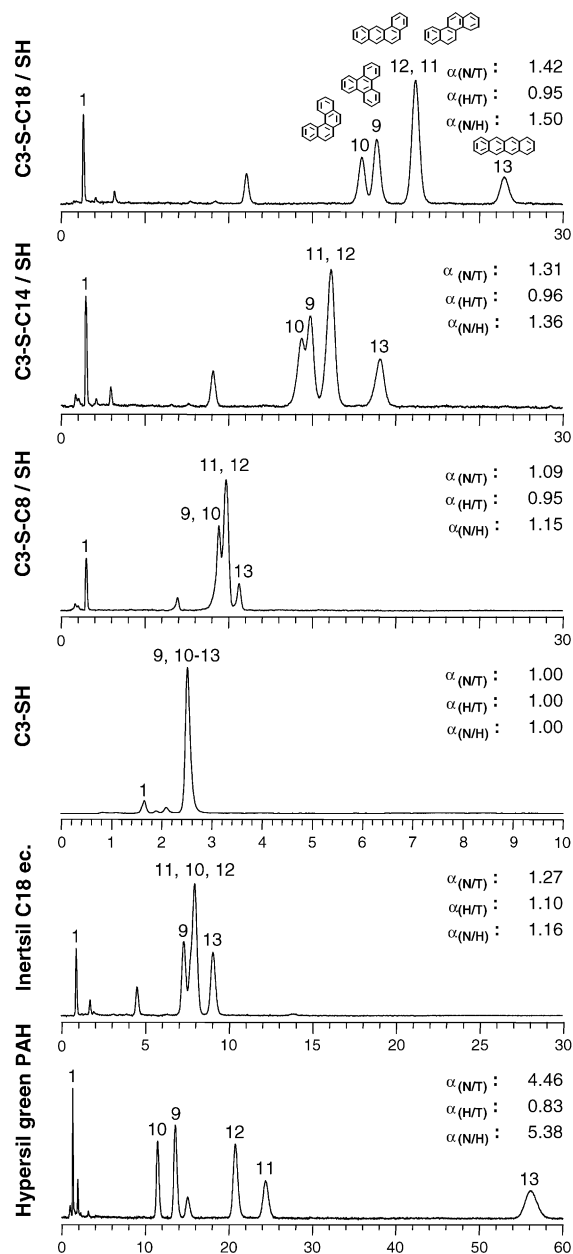 C3-S-C18 / SH
1
10
9
12, 11
13
α(N/T) : 1.42
α(H/T) : 0.95
α(N/H) : 1.50
0 30
C3-S-C14 / SH
1
10
9
11, 12
13
α (N/T) : 1.31
α(H/T) : 0.96
α(N/H) : 1.36
0 30
C3-S-C8 / SH
1
9, 10
11, 12
13
α(N/T) : 1.09
α(H/T) : 0.95
α(N/H) : 1.15
0 30
C3-SH
1
9, 10-13
α(N/T) : 1.00
α(H/T) : 1.00
α(N/H) : 1.00
0 1 2 3 4 5 6 7 8 9 10
Inertsil C18 ec.
1
9
11, 10, 12
13
α(N/T) : 1.27
α(H/T) : 1.10
α(N/H) : 1.16
0 5 10 15 20 25 30
Hypersil green PAH
1
10
9
12
11
13
α(N/T) : 4.46
α(H/T) : 0.83
α(N/H) : 5.38
0 10 20 30 40 50 60